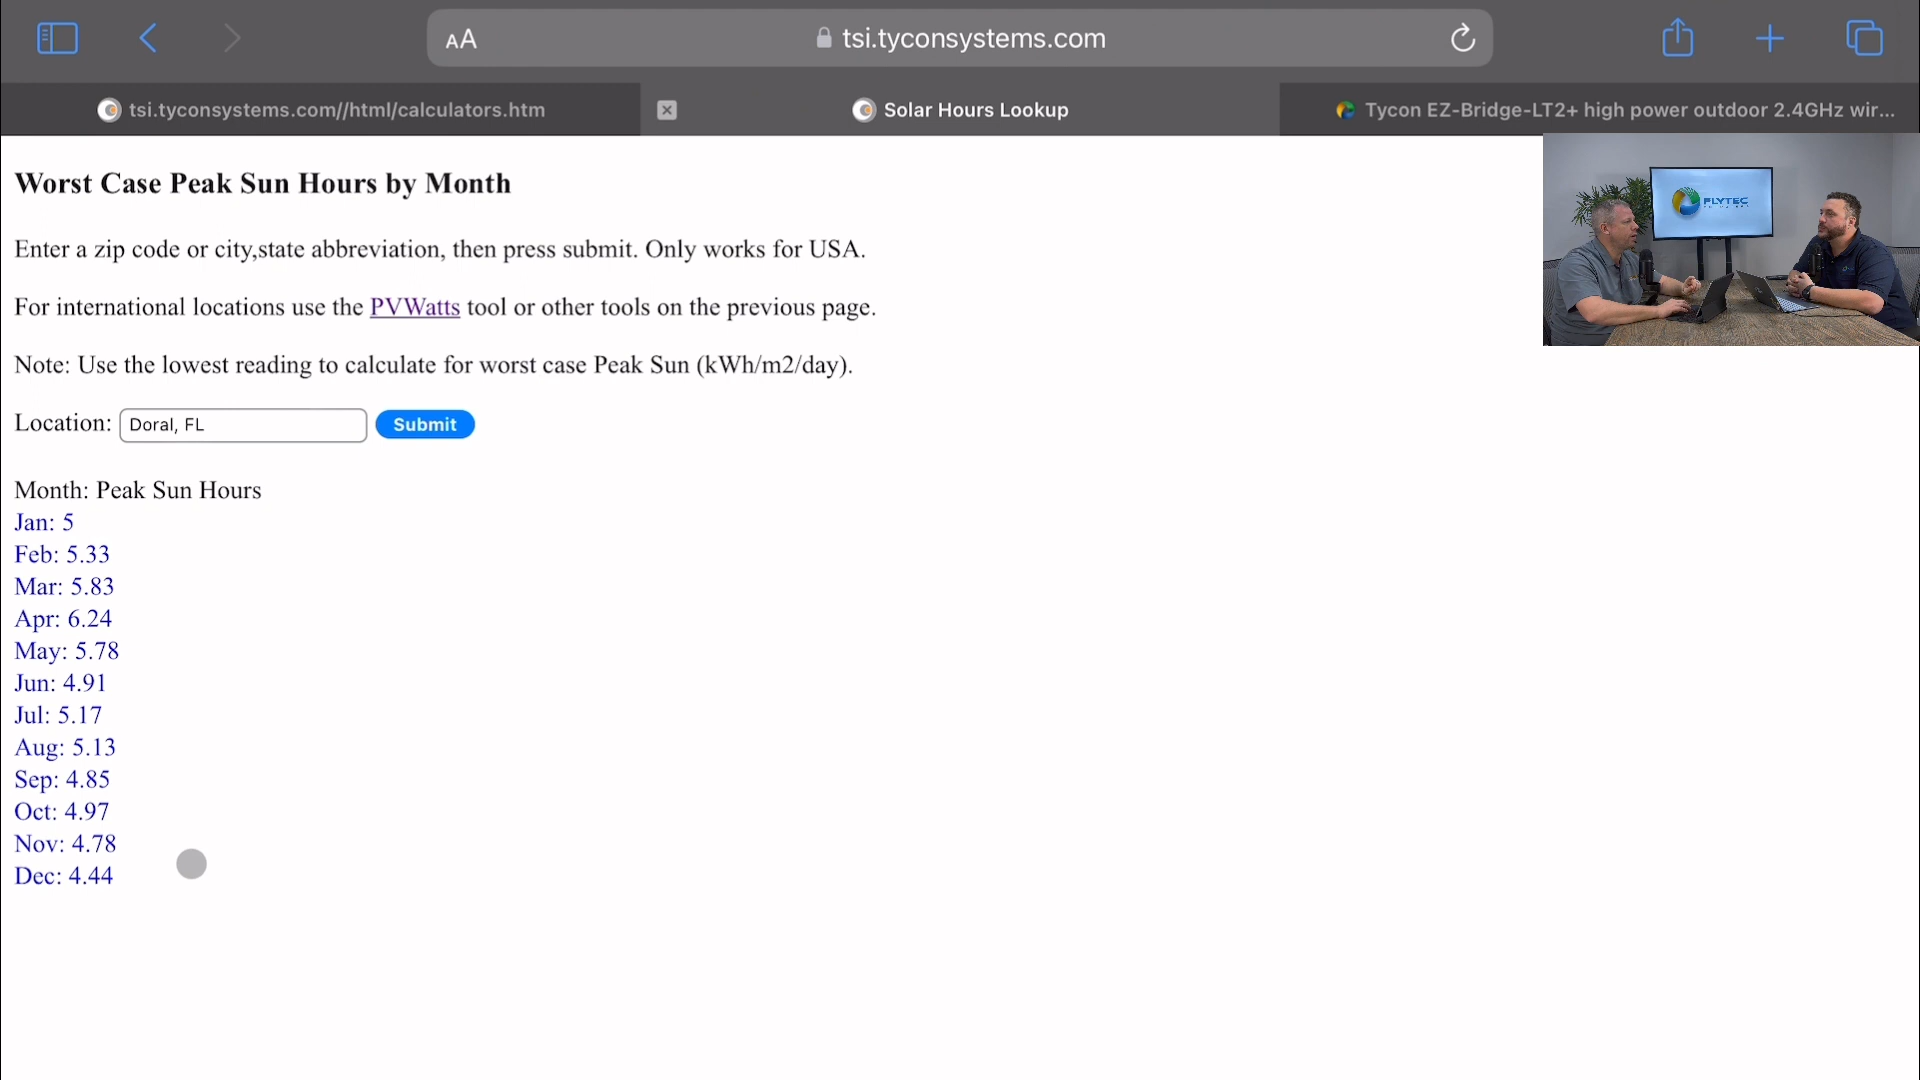 AA
tsi.tyconsystems.com
tsi.tyconsystems.com//html/calculators.htm
Solar Hours Lookup
Tycon EZ-Bridge-LT2+ high power outdoor 2.4GHz wir...
FLYTEC
Worst Case Peak Sun Hours by Month
Enter a zip code or city,state abbreviation, then press submit. Only works for USA.
For international locations use the PVWatts tool or other tools on the previous page.
Note: Use the lowest reading to calculate for worst case Peak Sun (kWh/m2/day).
Location: Doral, FL Submit
Month: Peak Sun Hours
Jan: 5
Feb: 5.33
Mar: 5.83
Apr: 6.24
May: 5.78
Jun: 4.91
Jul: 5.17
Aug: 5.13
Sep: 4.85
Oct: 4.97
Nov: 4.78
Dec: 4.44